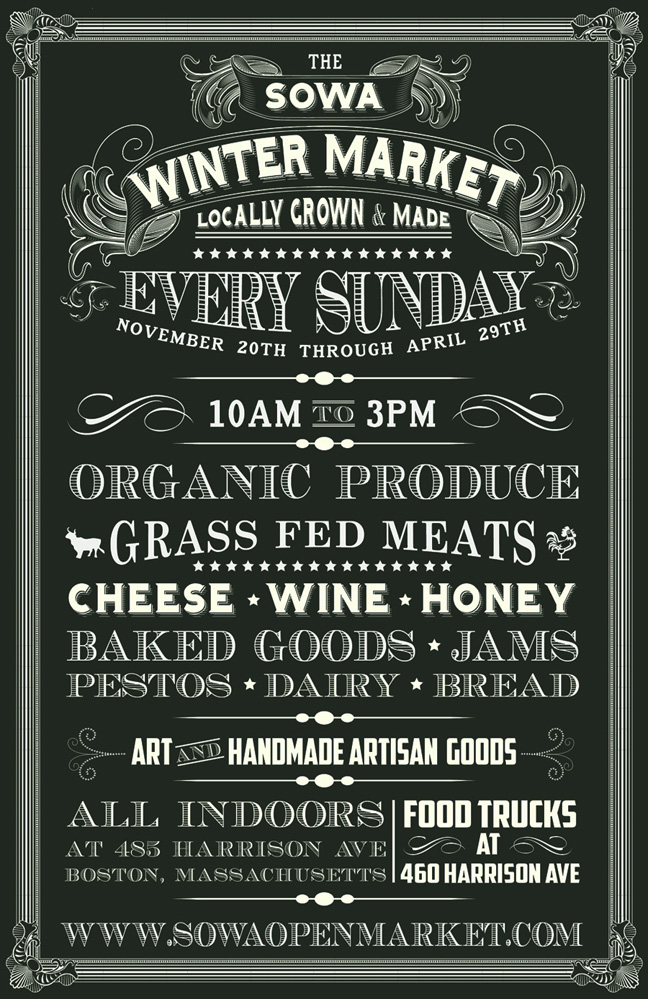 THE
SOWA
WINTER MARKET
LOCALLY GROWN & MADE
EVERY SUNDAY
NOVEMBER 20TH THROUGH APRIL 29TH
10AM TO 3PM
ORGANIC PRODUCE
GRASS FED MEATS
CHEESE ★ WINE ★ HONEY
BAKED GOODS ★ JAMS
PESTOS ★ DAIRY ★ BREAD
ART AND HANDMADE ARTISAN GOODS
ALL INDOORS
AT 485 HARRISON AVE
BOSTON, MASSACHUSETTS
FOOD TRUCKS
AT
460 HARRISON AVE
WWW.SOWAOPENMARKET.COM